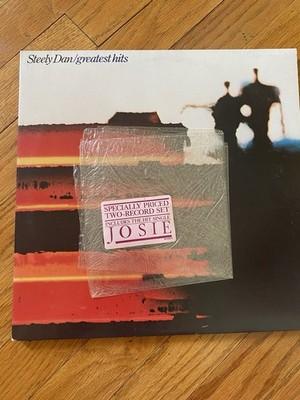 Steely Dan/greatest hits
SPECIALLY PRICED
TWO-RECORD SET
INCLUDES THE HIT SINGLE
JOSIE